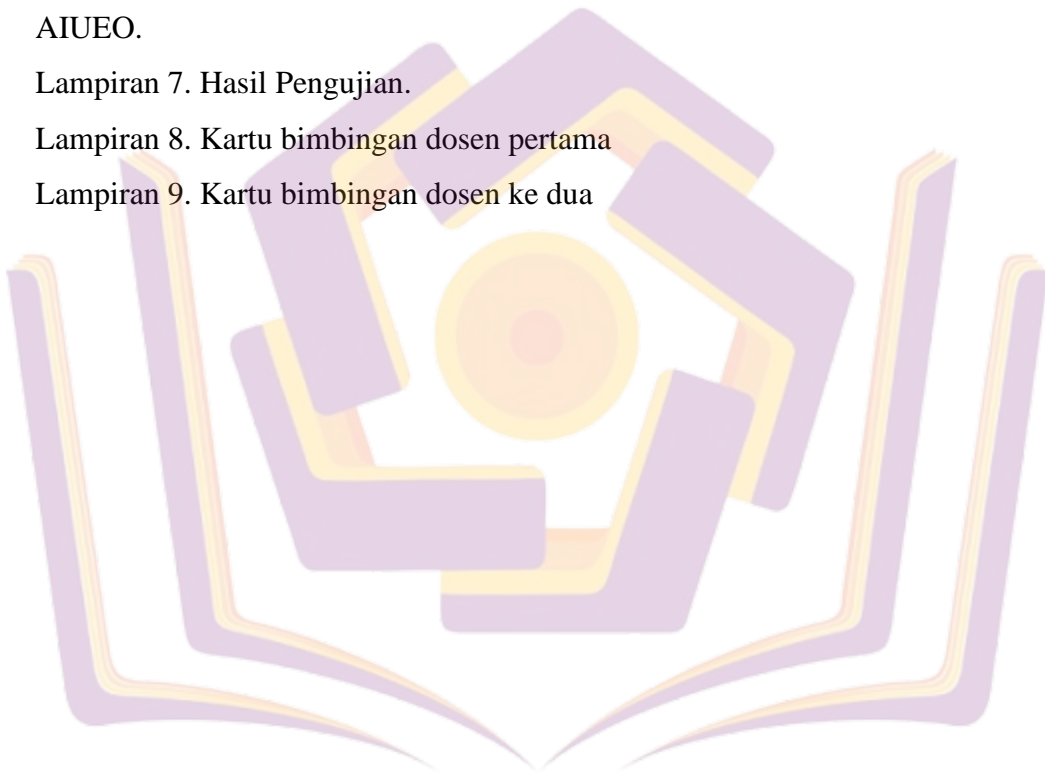 AIUEO.
Lampiran 7. Hasil Pengujian.
Lampiran 8. Kartu bimbingan dosen pertama
Lampiran 9. Kartu bimbingan dosen ke dua